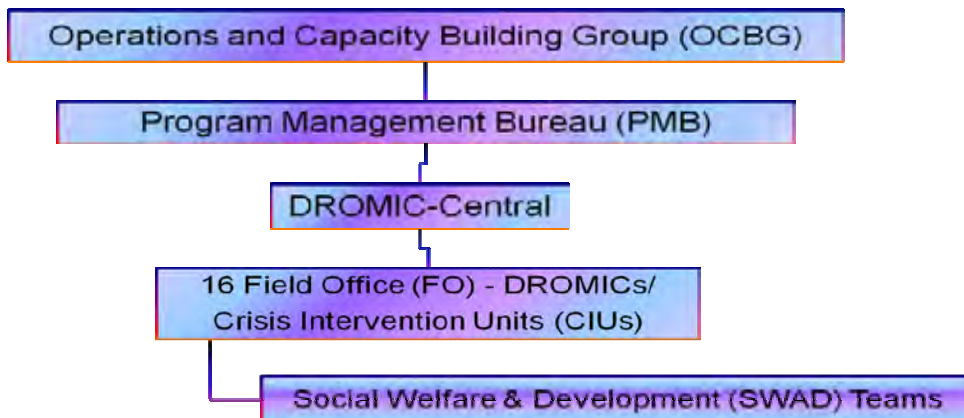 Operations and Capacity Building Group (OCBG)
Program Management Bureau (PMB)
DROMIC-Central
16 Field Office (FO) - DROMICs/
Crisis Intervention Units (CIUs)
Social Welfare & Development (SWAD) Teams